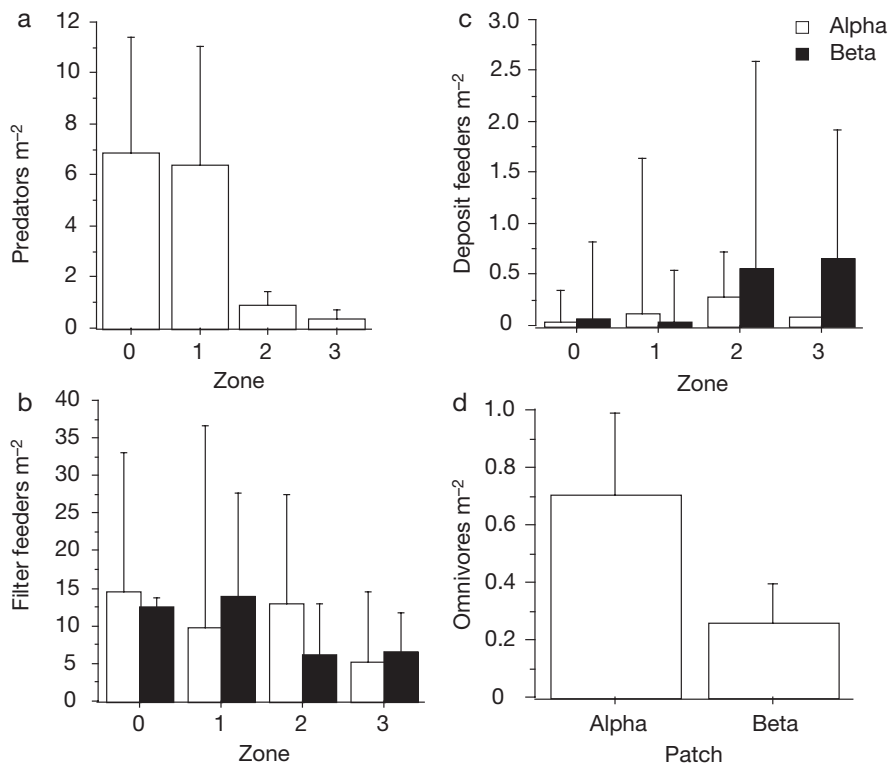 a
12
10
8
6
4
2
0
Predators m⁻²
0 1 2 3
Zone
b
40
35
30
25
20
15
10
5
0
Filter feeders m⁻²
0 1 2 3
Zone
c
Alpha
Beta
3.0
2.5
2.0
1.5
1.0
0.5
0
Deposit feeders m⁻²
0 1 2 3
Zone
d
1.0
0.8
0.6
0.4
0.2
0
Omnivores m⁻²
Alpha Beta
Patch